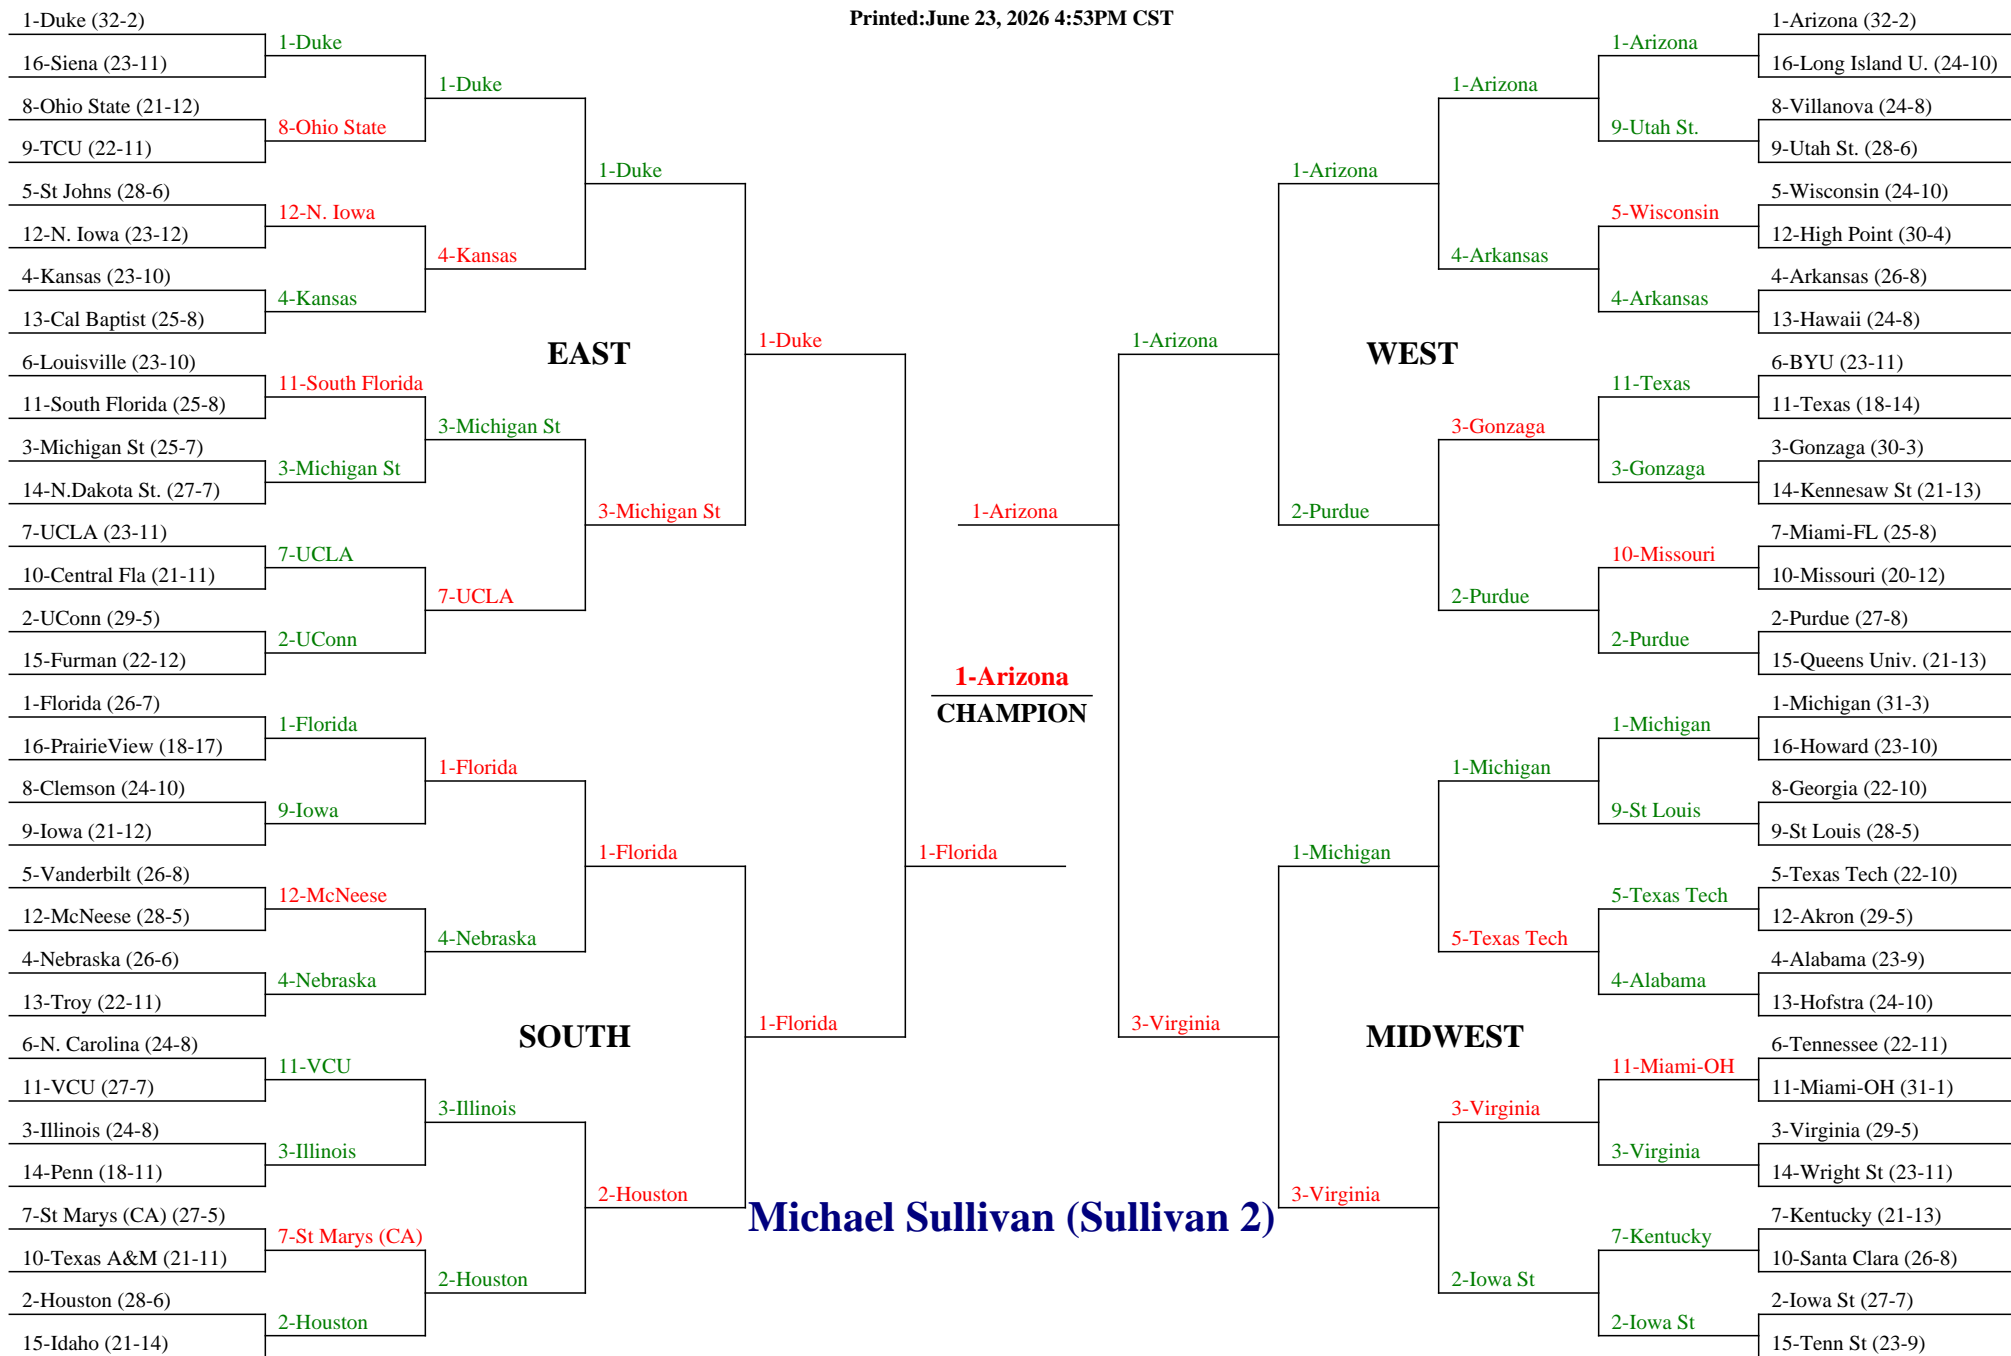 Printed:June 23, 2026 4:53PM CST
1-Duke (32-2)
16-Siena (23-11)
8-Ohio State (21-12)
9-TCU (22-11)
5-St Johns (28-6)
12-N. Iowa (23-12)
4-Kansas (23-10)
13-Cal Baptist (25-8)
6-Louisville (23-10)
11-South Florida (25-8)
3-Michigan St (25-7)
14-N.Dakota St. (27-7)
7-UCLA (23-11)
10-Central Fla (21-11)
2-UConn (29-5)
15-Furman (22-12)
1-Florida (26-7)
16-PrairieView (18-17)
8-Clemson (24-10)
9-Iowa (21-12)
5-Vanderbilt (26-8)
12-McNeese (28-5)
4-Nebraska (26-6)
13-Troy (22-11)
6-N. Carolina (24-8)
11-VCU (27-7)
3-Illinois (24-8)
14-Penn (18-11)
7-St Marys (CA) (27-5)
10-Texas A&M (21-11)
2-Houston (28-6)
15-Idaho (21-14)
1-Duke
8-Ohio State
12-N. Iowa
4-Kansas
11-South Florida
3-Michigan St
7-UCLA
2-UConn
1-Florida
9-Iowa
12-McNeese
4-Nebraska
11-VCU
3-Illinois
7-St Marys (CA)
2-Houston
1-Duke
4-Kansas
3-Michigan St
7-UCLA
1-Florida
4-Nebraska
3-Illinois
2-Houston
1-Duke
3-Michigan St
1-Florida
2-Houston
EAST
SOUTH
1-Duke
1-Florida
1-Florida
1-Arizona
1-Arizona
CHAMPION
Michael Sullivan (Sullivan 2)
1-Arizona
3-Virginia
WEST
MIDWEST
1-Arizona
2-Purdue
1-Michigan
3-Virginia
1-Arizona
4-Arkansas
3-Gonzaga
2-Purdue
1-Michigan
5-Texas Tech
3-Virginia
2-Iowa St
1-Arizona
9-Utah St.
5-Wisconsin
4-Arkansas
11-Texas
3-Gonzaga
10-Missouri
2-Purdue
1-Michigan
9-St Louis
5-Texas Tech
4-Alabama
11-Miami-OH
3-Virginia
7-Kentucky
2-Iowa St
1-Arizona (32-2)
16-Long Island U. (24-10)
8-Villanova (24-8)
9-Utah St. (28-6)
5-Wisconsin (24-10)
12-High Point (30-4)
4-Arkansas (26-8)
13-Hawaii (24-8)
6-BYU (23-11)
11-Texas (18-14)
3-Gonzaga (30-3)
14-Kennesaw St (21-13)
7-Miami-FL (25-8)
10-Missouri (20-12)
2-Purdue (27-8)
15-Queens Univ. (21-13)
1-Michigan (31-3)
16-Howard (23-10)
8-Georgia (22-10)
9-St Louis (28-5)
5-Texas Tech (22-10)
12-Akron (29-5)
4-Alabama (23-9)
13-Hofstra (24-10)
6-Tennessee (22-11)
11-Miami-OH (31-1)
3-Virginia (29-5)
14-Wright St (23-11)
7-Kentucky (21-13)
10-Santa Clara (26-8)
2-Iowa St (27-7)
15-Tenn St (23-9)